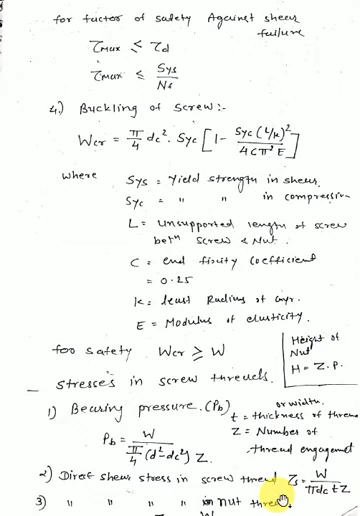 for factor of safety Against shear
failure
τmax ≤ τd
τmax ≤ Sys / Nf
4.) Buckling of screw:-
Wcr = π/4 dc². Syc [1 - Syc (L/k)² / 4Cπ²E]
where Sys = Yield strength in shear.
Syc = " " in compression
L = Unsupported length of screw
betⁿ screw & Nut.
C = end fixity coefficient
= 0.25
k = least Radius of Gyr.
E = Modulus of elasticity.
for safety Wcr ≥ W
Height of
Nut
H = Z.P.
stresses in screw threads.
1) Bearing pressure. (Pb)
or width.
t = thickness of thread
Pb = W / π/4 (d²-dc²) Z.
Z = Number of
thread engagemet
2) Direct shear stress in screw thread τs = W / πdc tZ
3) " " " " in nut thread.
W